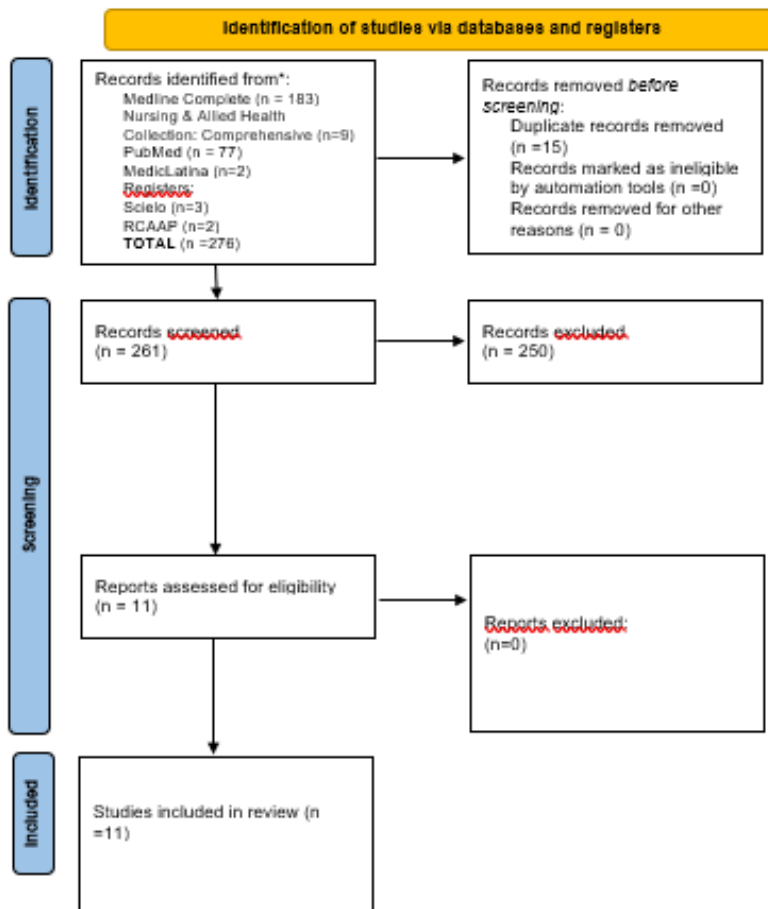 Identification of studies via databases and registers
Identification
Records identified from*:
Medline Complete (n = 183)
Nursing & Allied Health
Collection: Comprehensive (n=9)
PubMed (n = 77)
MedicLatina (n=2)
Registers:
Scielo (n=3)
RCAAP (n=2)
TOTAL (n =276)
Records removed before
screening:
Duplicate records removed
(n =15)
Records marked as ineligible
by automation tools (n =0)
Records removed for other
reasons (n = 0)
Screening
Records screened
(n = 261)
Records excluded
(n = 250)
Reports assessed for eligibility
(n = 11)
Reports excluded:
(n=0)
Included
Studies included in review (n
=11)